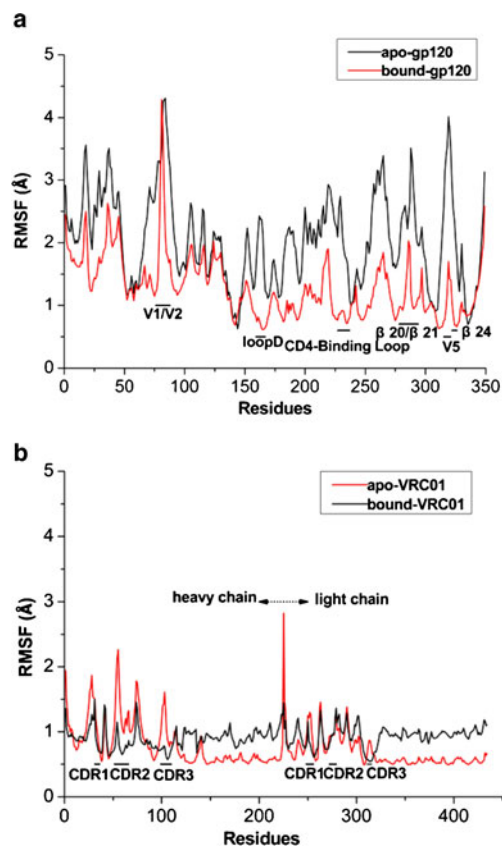 a
apo-gp120
bound-gp120
RMSF (Å)
5
4
3
2
1
0
V1/V2
loopD
CD4-Binding Loop
β 20/β 21
V5
β 24
0 50 100 150 200 250 300 350
Residues
b
apo-VRC01
bound-VRC01
RMSF (Å)
5
4
3
2
1
0
heavy chain
light chain
CDR1 CDR2 CDR3
CDR1 CDR2 CDR3
0 100 200 300 400
Residues